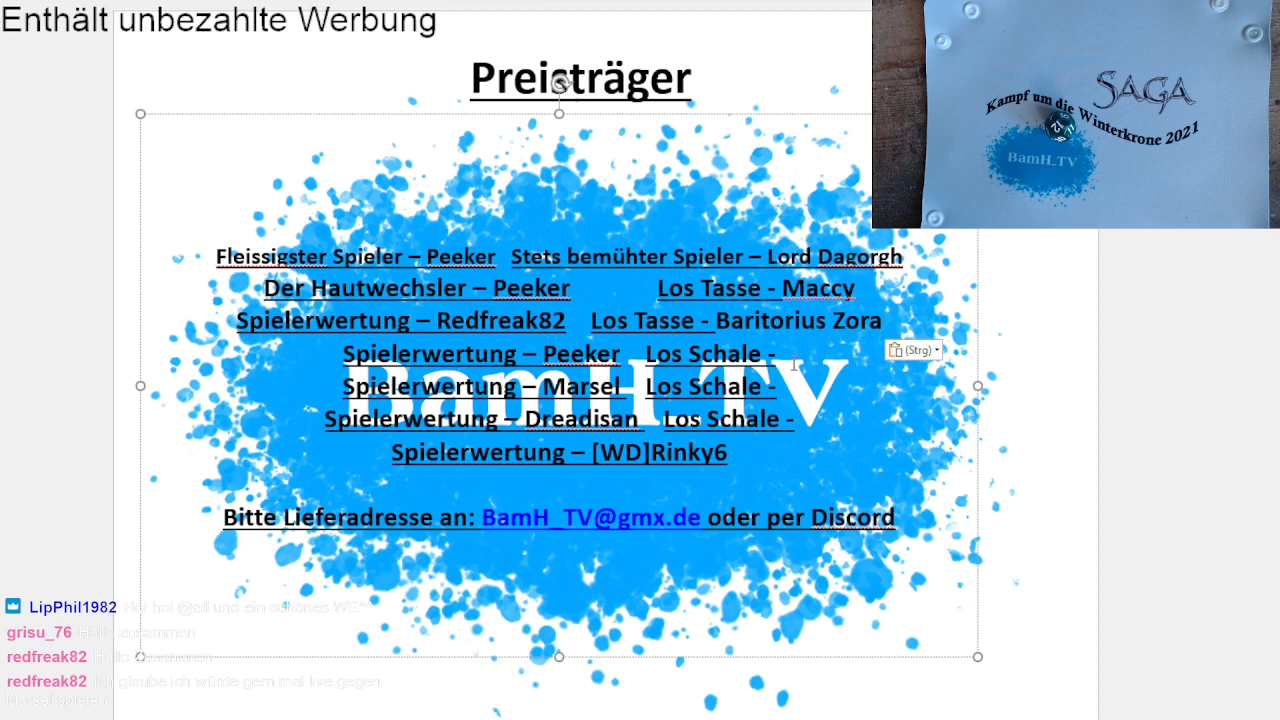 Enthält unbezahlte Werbung
Preisträger
SAGA
Kampf um die Winterkrone 2021
BamH_TV
Fleissigster Spieler – Peeker Stets bemühter Spieler – Lord Dagorgh
Der Hautwechsler – Peeker Los Tasse - Maccy
Spielerwertung – Redfreak82 Los Tasse - Baritorius Zora
Spielerwertung – Peeker Los Schale -
(Strg)
Spielerwertung – Marsel Los Schale -
BamH_TV
Spielerwertung – Dreadisan Los Schale -
Spielerwertung – [WD]Rinky6
Bitte Lieferadresse an: BamH_TV@gmx.de oder per Discord
LipPhil1982 Hoi hoi @all und ein schönes WE^^
grisu_76 Hallo zusammen
redfreak82 Hallo zusammen
redfreak82 Ich glaube ich würde gern mal live gegen
Marsel spielen